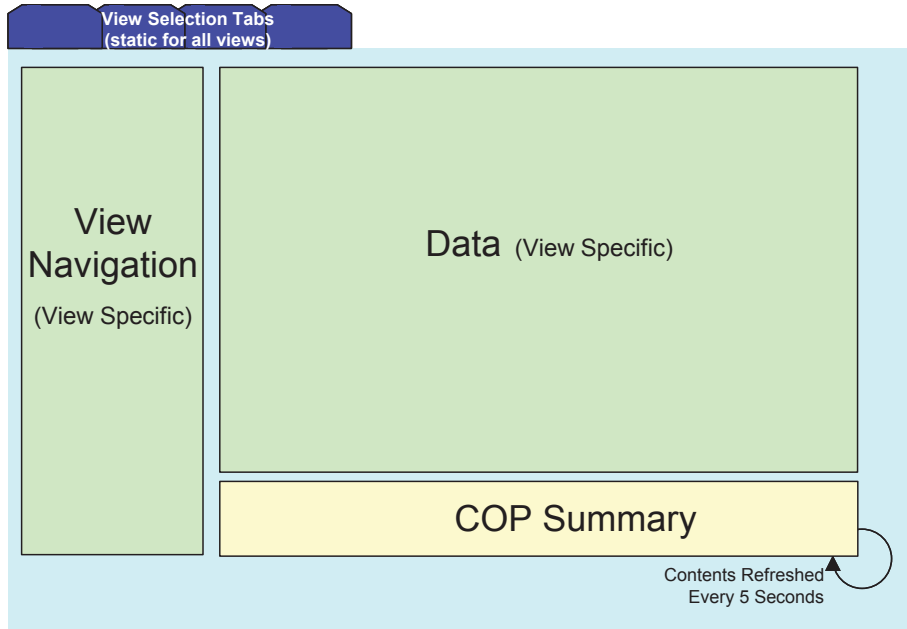 View Selection Tabs
(static for all views)
View
Navigation
(View Specific)
Data (View Specific)
COP Summary
Contents Refreshed
Every 5 Seconds